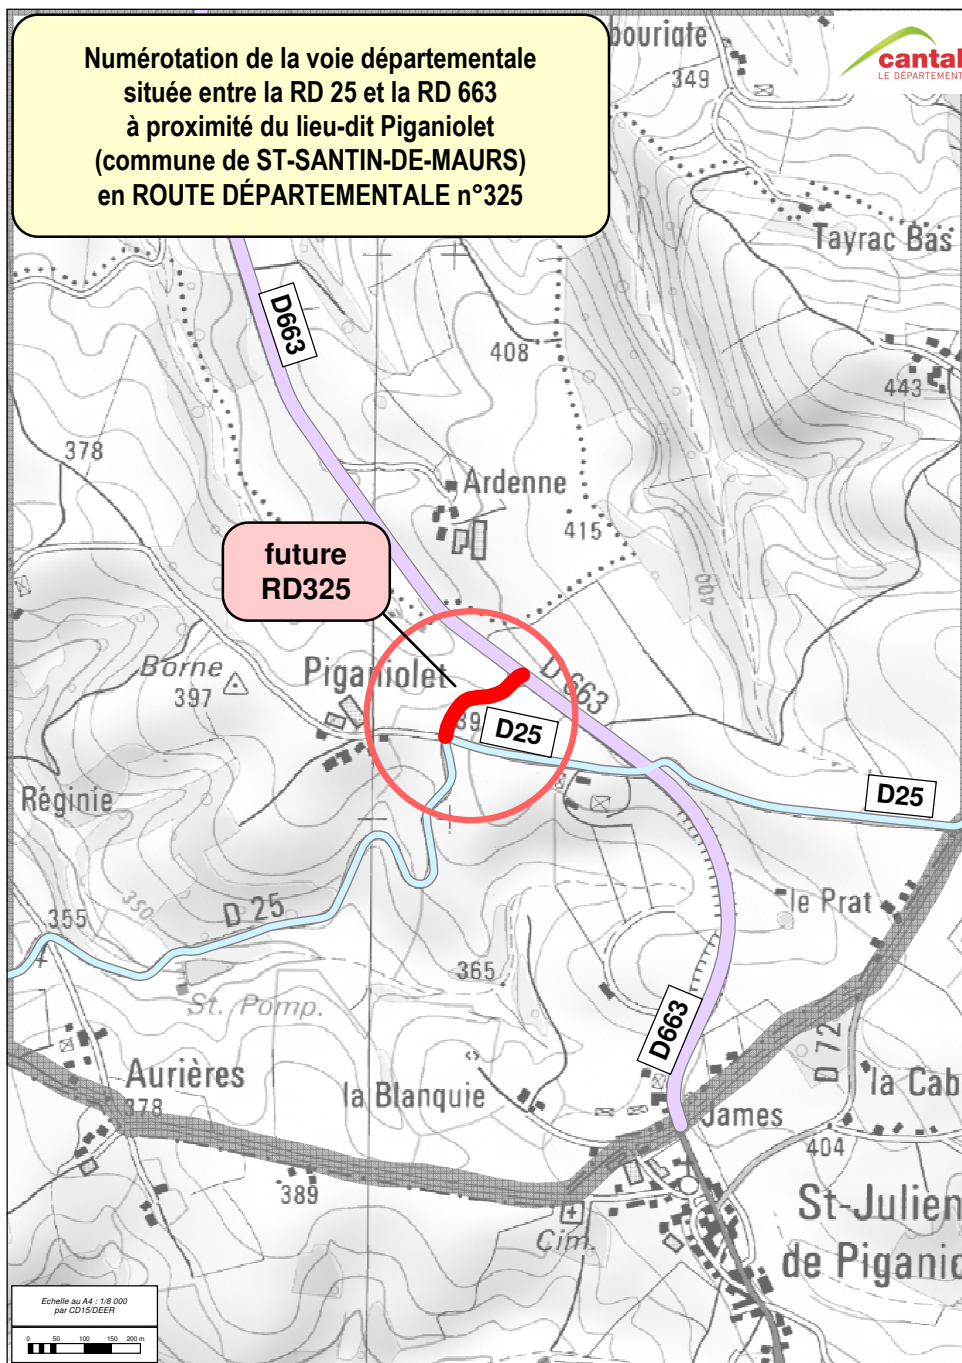 Numérotation de la voie départementale
située entre la RD 25 et la RD 663
à proximité du lieu-dit Piganiolet
(commune de ST-SANTIN-DE-MAURS)
en ROUTE DÉPARTEMENTALE n°325
bouriate
349
cantal
LE DÉPARTEMENT
Tayrac Bas
D663
408
443
378
Ardenne
415
400
future
RD325
Borne
397
Piganiolet
D 663
39
D25
D25
Réginie
355
350
D 25
le Prat
365
St. Pomp.
D663
D 72
Aurières
378
la Blanquie
la Cab
James
404
389
St-Julien
Cim.
de Piganio
Echelle au A4 : 1/8 000
par CD15/DEER
0 50 100 150 200 m